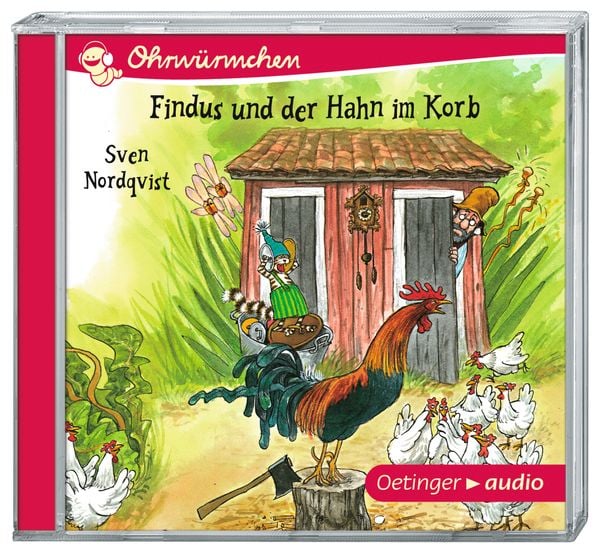 Ohrwürmchen
Findus und der Hahn im Korb
Sven
Nordqvist
Oetinger audio